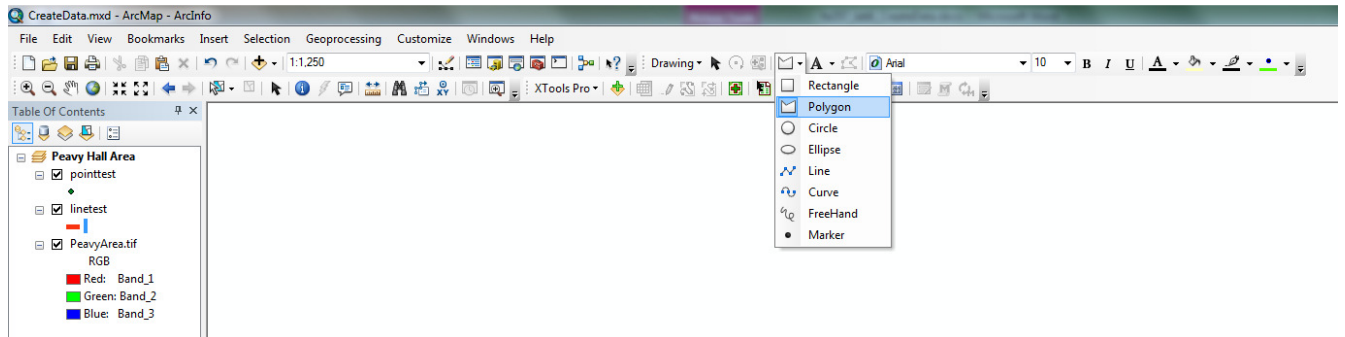 CreateData.mxd - ArcMap - ArcInfo
File Edit View Bookmarks Insert Selection Geoprocessing Customize Windows Help
1:1,250 Drawing A Arial 10 B I U A
XTools Pro
Rectangle
Polygon
Circle
Ellipse
Line
Curve
FreeHand
Marker
Table Of Contents
Peavy Hall Area
pointtest
linetest
PeavyArea.tif
RGB
Red: Band_1
Green: Band_2
Blue: Band_3